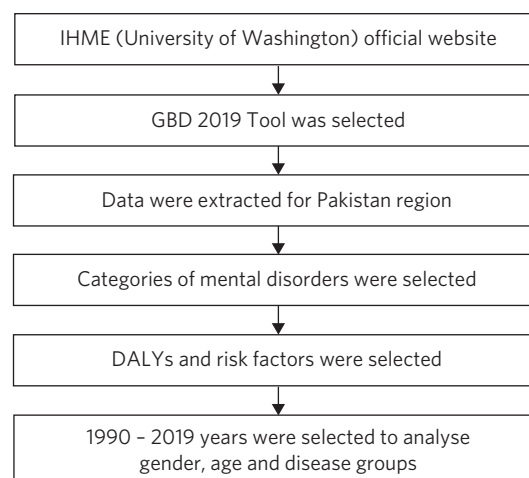 IHME (University of Washington) official website
GBD 2019 Tool was selected
Data were extracted for Pakistan region
Categories of mental disorders were selected
DALYs and risk factors were selected
1990 – 2019 years were selected to analyse
gender, age and disease groups